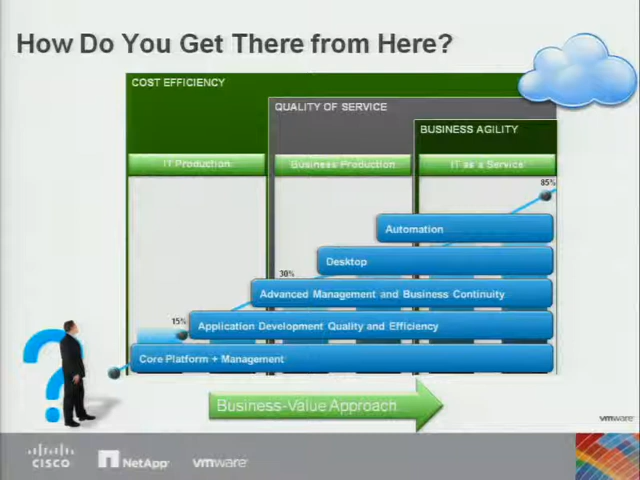 How Do You Get There from Here?
COST EFFICIENCY
QUALITY OF SERVICE
BUSINESS AGILITY
IT Production
Business Production
IT as a Service
85%
Automation
Desktop
30%
Advanced Management and Business Continuity
15%
Application Development Quality and Efficiency
Core Platform + Management
?
Business-Value Approach
vmware
CISCO
NetApp
vmware